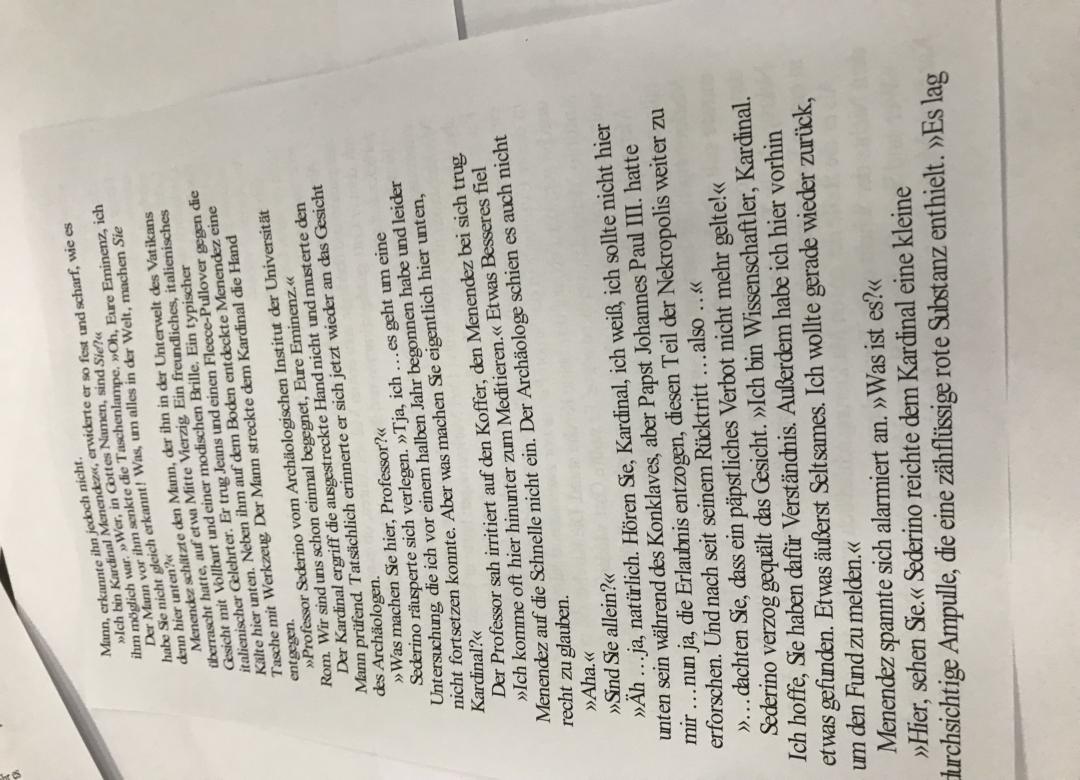 Mann, erkannte ihn jedoch nicht.
»Ich bin Kardinal Menendez«, erwiderte er so fest und scharf, wie es
ihm möglich war. »Wer, in Gottes Namen, sind Sie?«
Der Mann vor ihm senkte die Taschenlampe. »Oh, Eure Eminenz, ich
habe Sie nicht gleich erkannt! Was, um alles in der Welt, machen Sie
denn hier unten?«
Menendez schätzte den Mann, der ihn in der Unterwelt des Vatikans
überrascht hatte, auf etwa Mitte Vierzig. Ein freundliches, italienisches
Gesicht mit Vollbart und einer modischen Brille. Ein typischer
italienischer Gelehrter. Er trug Jeans und einen Fleece-Pullover gegen die
Kälte hier unten. Neben ihm auf dem Boden entdeckte Menendez eine
Tasche mit Werkzeug. Der Mann streckte dem Kardinal die Hand
entgegen.
»Professor Sederino vom Archäologischen Institut der Universität
Rom. Wir sind uns schon einmal begegnet, Eure Eminenz.«
Der Kardinal ergriff die ausgestreckte Hand nicht und musterte den
Mann prüfend. Tatsächlich erinnerte er sich jetzt wieder an das Gesicht
des Archäologen.
»Was machen Sie hier, Professor?«
Sederino räusperte sich verlegen. »Tja, ich … es geht um eine
Untersuchung, die ich vor einem halben Jahr begonnen habe und leider
nicht fortsetzen konnte. Aber was machen Sie eigentlich hier unten,
Kardinal?«
Der Professor sah irritiert auf den Koffer, den Menendez bei sich trug.
»Ich komme oft hier hinunter zum Meditieren.« Etwas Besseres fiel
Menendez auf die Schnelle nicht ein. Der Archäologe schien es auch nicht
recht zu glauben.
»Aha.«
»Sind Sie allein?«
»Äh … ja, natürlich. Hören Sie, Kardinal, ich weiß, ich sollte nicht hier
unten sein während des Konklaves, aber Papst Johannes Paul III. hatte
mir … nun ja, die Erlaubnis entzogen, diesen Teil der Nekropolis weiter zu
erforschen. Und nach seit seinem Rücktritt … also …«
»… dachten Sie, dass ein päpstliches Verbot nicht mehr gelte!«
Sederino verzog gequält das Gesicht. »Ich bin Wissenschaftler, Kardinal.
Ich hoffe, Sie haben dafür Verständnis. Außerdem habe ich hier vorhin
etwas gefunden. Etwas äußerst Seltsames. Ich wollte gerade wieder zurück,
um den Fund zu melden.«
Menendez spannte sich alarmiert an. »Was ist es?«
»Hier, sehen Sie.« Sederino reichte dem Kardinal eine kleine
durchsichtige Ampulle, die eine zähflüssige rote Substanz enthielt. »Es lag